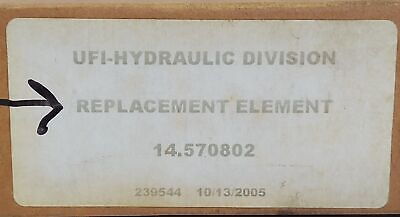 UFI-HYDRAULIC DIVISION
REPLACEMENT ELEMENT
14.570802
239544 10/13/2005